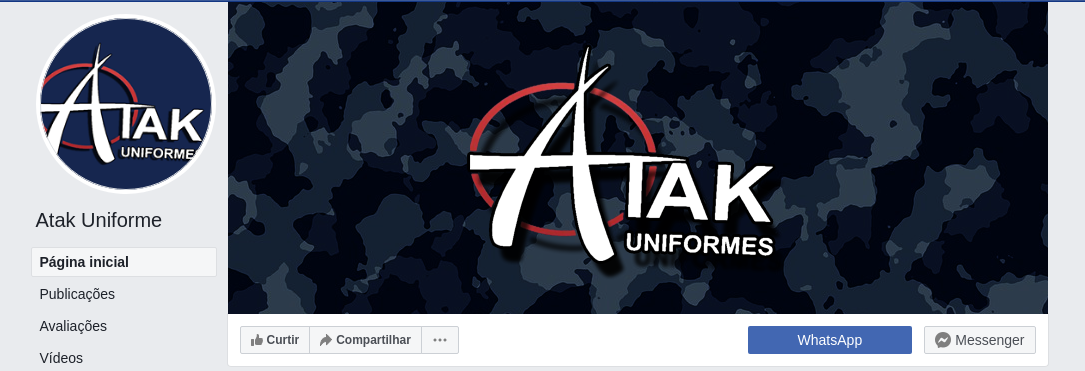 ATAK
UNIFORME
Atak Uniforme
Página inicial
Publicações
Avaliações
Vídeos
ATAK
UNIFORMES
Curtir
Compartilhar
WhatsApp
Messenger